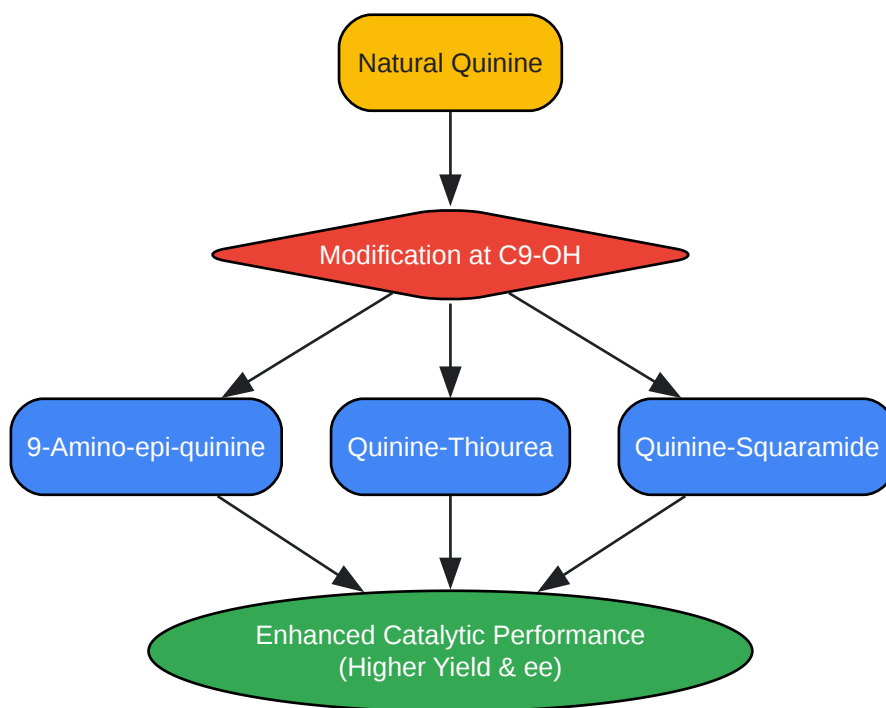 Natural Quinine
Modification at C9-OH
9-Amino-epi-quinine
Quinine-Thiourea
Quinine-Squaramide
Enhanced Catalytic Performance
(Higher Yield & ee)